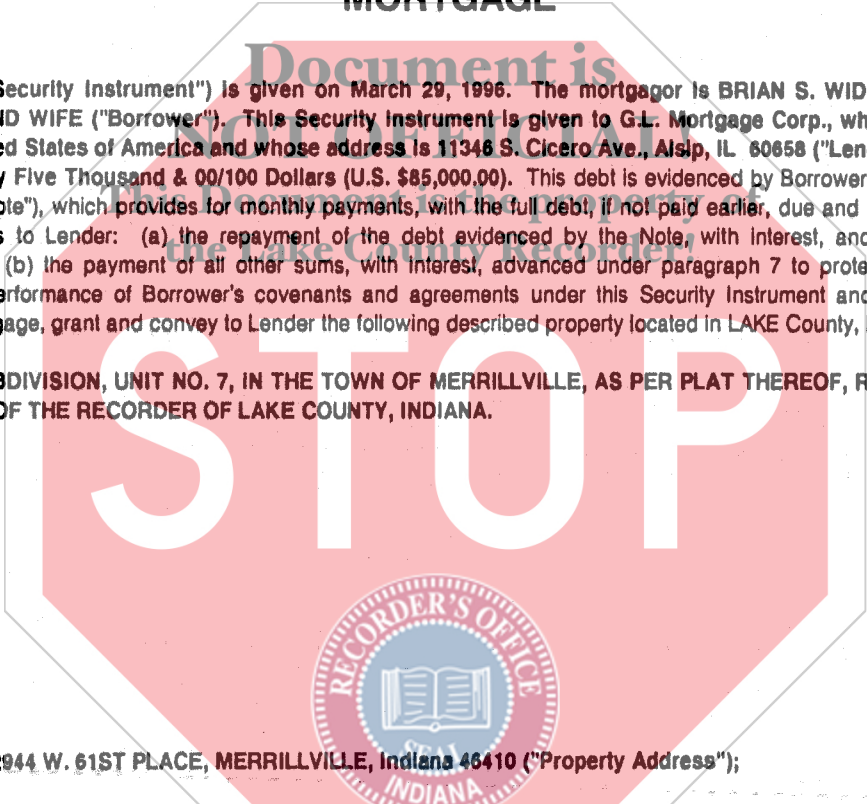 MORTGAGE
Document is
Security Instrument") is given on March 29, 1996. The mortgagor is BRIAN S. WID
ND WIFE ("Borrower"). This Security Instrument is given to G.L. Mortgage Corp., wh
NOT OFFICIAL!
ed States of America and whose address is 11346 S. Cicero Ave., Alsip, IL 60658 ("Len
y Five Thousand & 00/100 Dollars (U.S. $85,000.00). This debt is evidenced by Borrower
This Document is the property of
ote"), which provides for monthly payments, with the full debt, if not paid earlier, due and
s to Lender: (a) the repayment of the debt evidenced by the Note, with interest, and
the Lake County Recorder!
(b) the payment of all other sums, with interest, advanced under paragraph 7 to prote
erformance of Borrower's covenants and agreements under this Security Instrument and
gage, grant and convey to Lender the following described property located in LAKE County,
BDIVISION, UNIT NO. 7, IN THE TOWN OF MERRILLVILLE, AS PER PLAT THEREOF, R
OF THE RECORDER OF LAKE COUNTY, INDIANA.
STOP
RECORDER'S OFFICE
SEAL
2944 W. 61ST PLACE, MERRILLVILLE, Indiana 46410 ("Property Address");
INDIANA